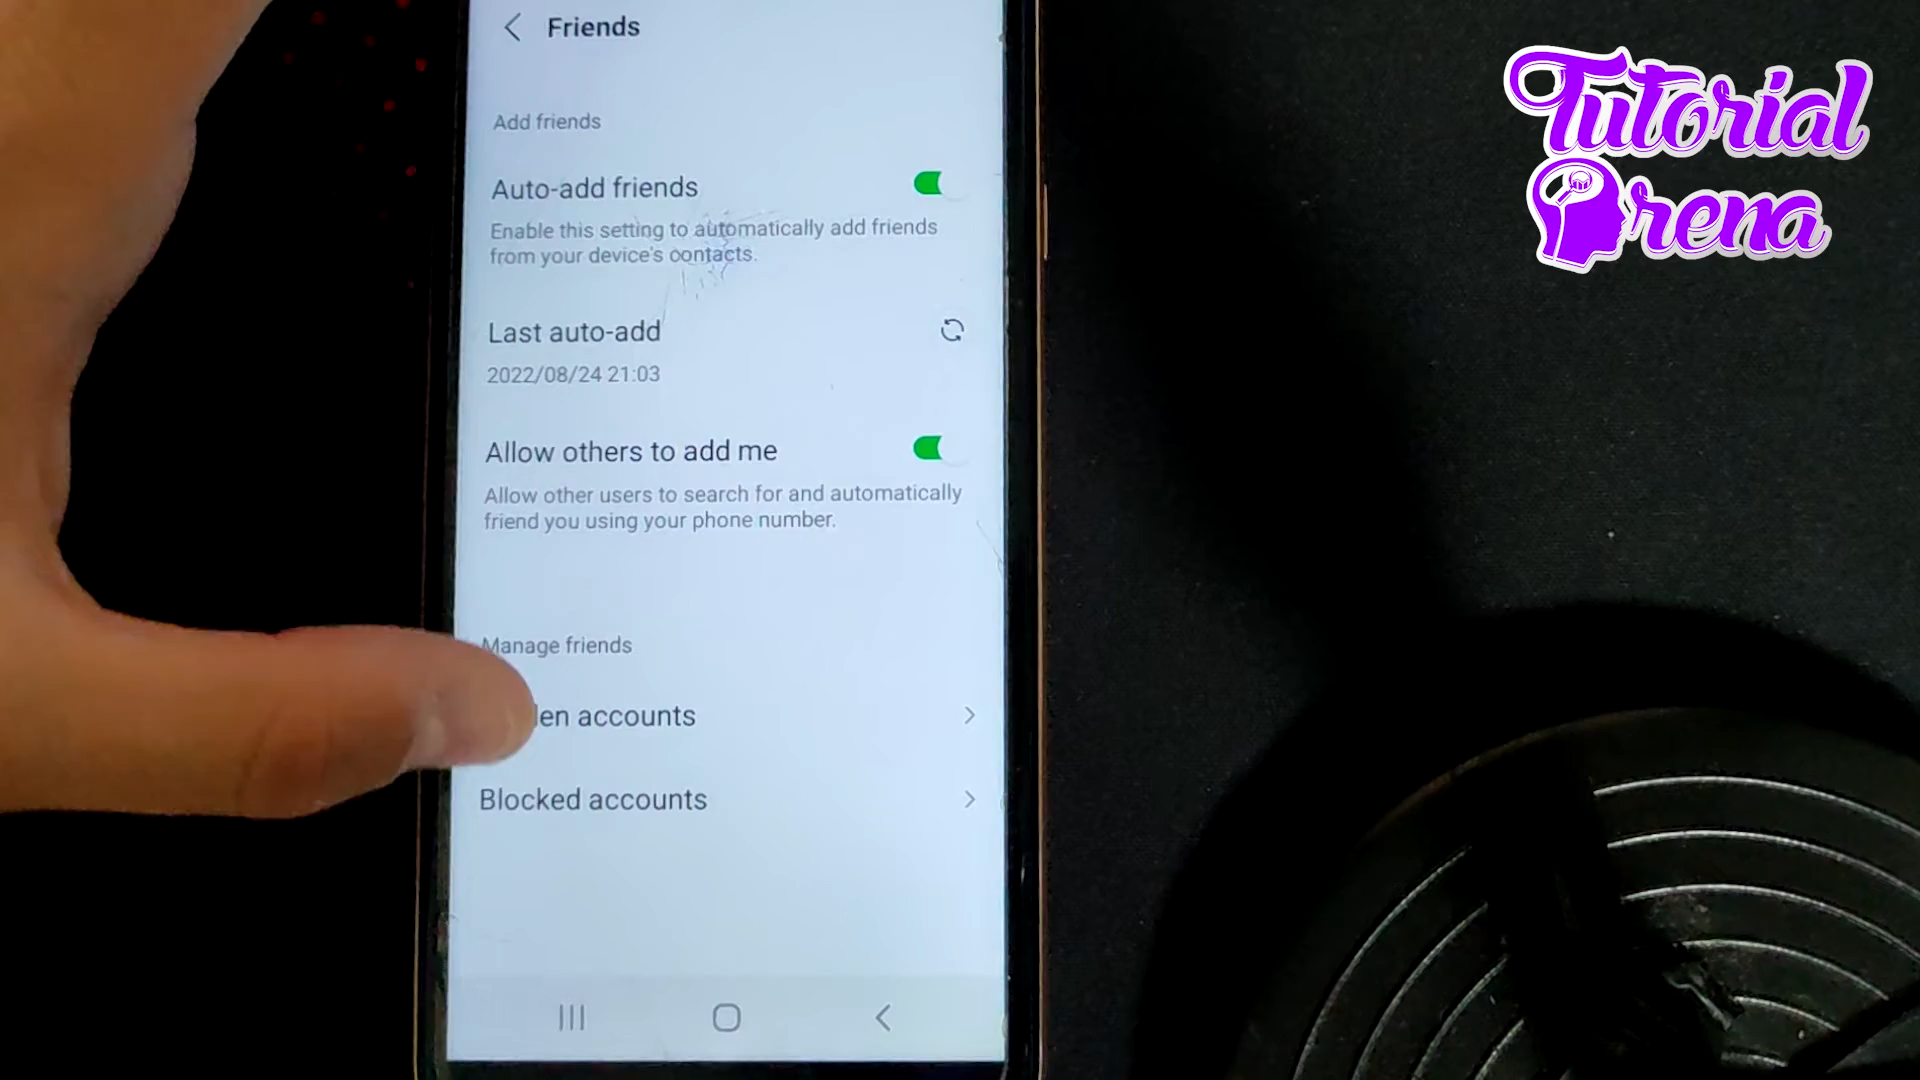 Friends
Add friends
Auto-add friends
Enable this setting to automatically add friends
from your device's contacts.
Last auto-add
2022/08/24 21:03
Allow others to add me
Allow other users to search for and automatically
friend you using your phone number.
Manage friends
len accounts
Blocked accounts
Tutorial
Arena